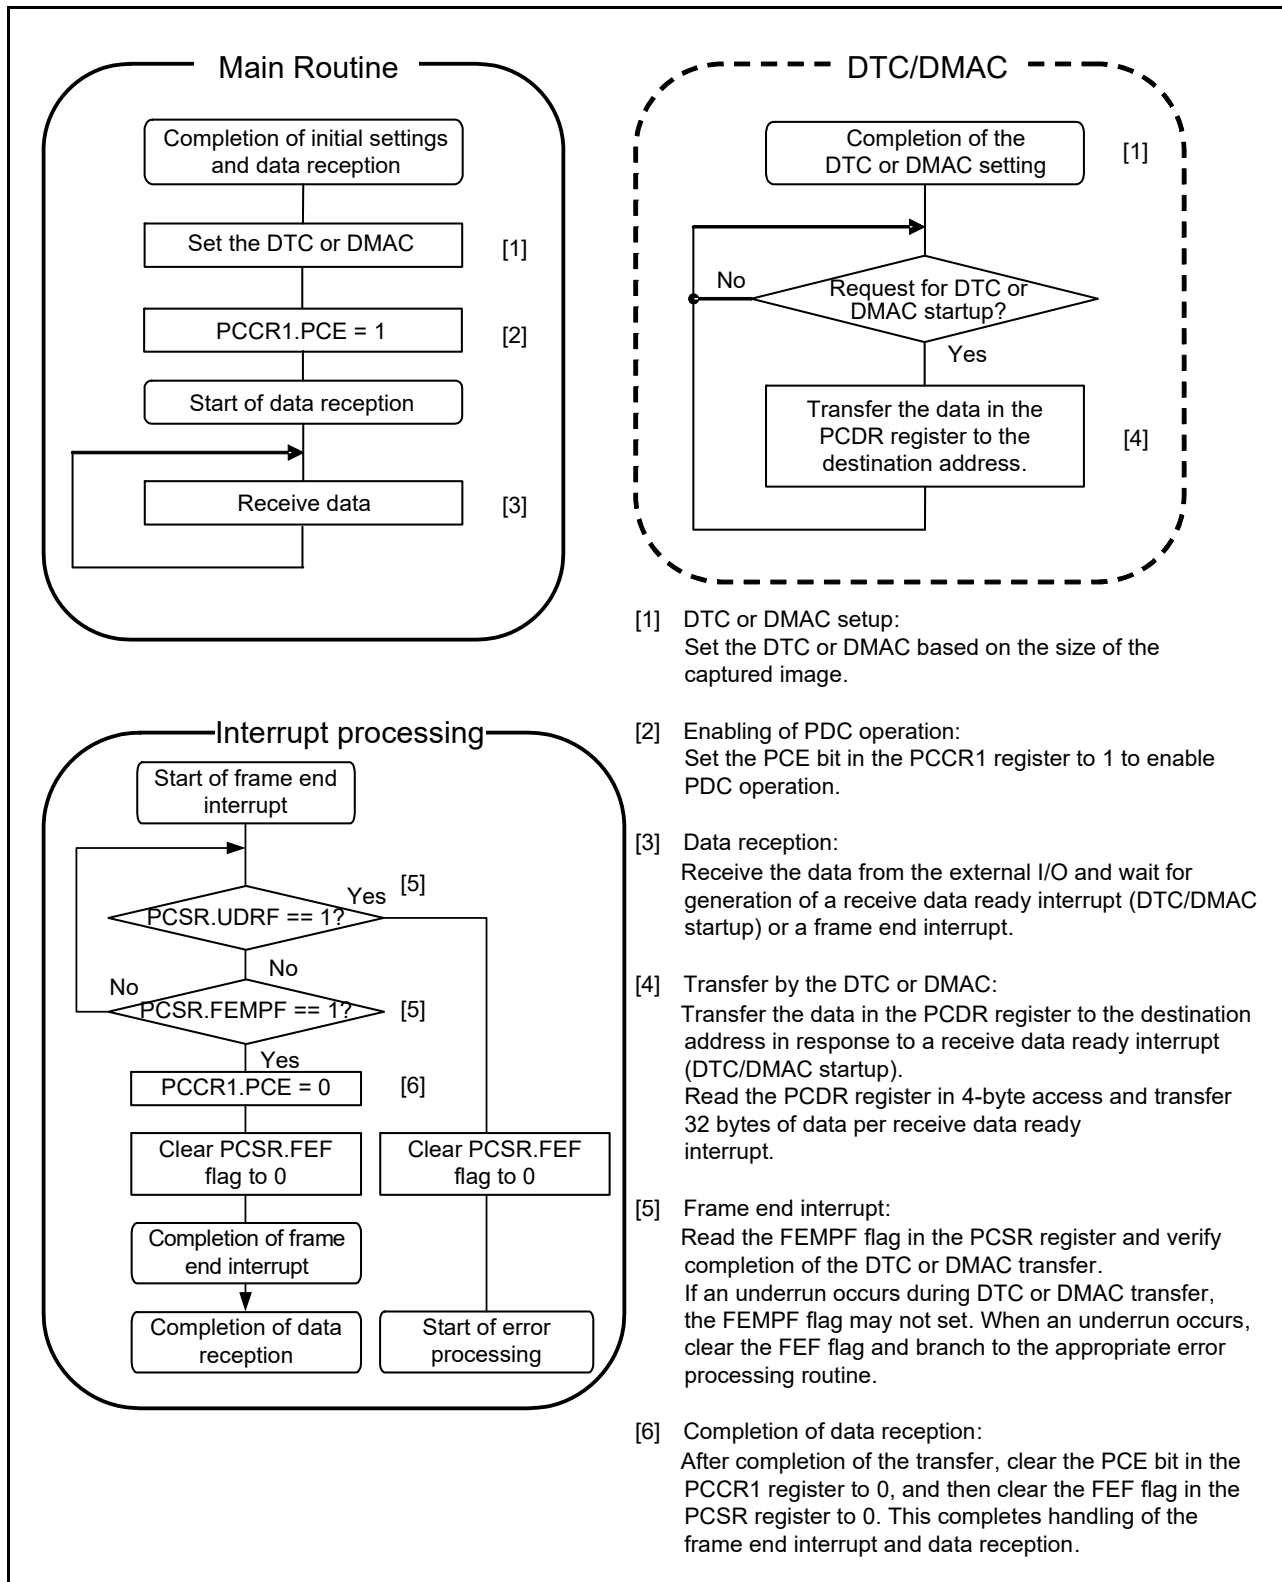 Main Routine
Completion of initial settings
and data reception
Set the DTC or DMAC
[1]
PCCR1.PCE = 1
[2]
Start of data reception
Receive data
[3]
DTC/DMAC
Completion of the
DTC or DMAC setting
[1]
No
Request for DTC or
DMAC startup?
Yes
Transfer the data in the
PCDR register to the
destination address.
[4]
Interrupt processing
Start of frame end
interrupt
Yes
[5]
PCSR.UDRF == 1?
No
No
PCSR.FEMPF == 1?
[5]
Yes
PCCR1.PCE = 0
[6]
Clear PCSR.FEF
flag to 0
Clear PCSR.FEF
flag to 0
Completion of frame
end interrupt
Completion of data
reception
Start of error
processing
[1] DTC or DMAC setup:
Set the DTC or DMAC based on the size of the
captured image.
[2] Enabling of PDC operation:
Set the PCE bit in the PCCR1 register to 1 to enable
PDC operation.
[3] Data reception:
Receive the data from the external I/O and wait for
generation of a receive data ready interrupt (DTC/DMAC
startup) or a frame end interrupt.
[4] Transfer by the DTC or DMAC:
Transfer the data in the PCDR register to the destination
address in response to a receive data ready interrupt
(DTC/DMAC startup).
Read the PCDR register in 4-byte access and transfer
32 bytes of data per receive data ready
interrupt.
[5] Frame end interrupt:
Read the FEMPF flag in the PCSR register and verify
completion of the DTC or DMAC transfer.
If an underrun occurs during DTC or DMAC transfer,
the FEMPF flag may not set. When an underrun occurs,
clear the FEF flag and branch to the appropriate error
processing routine.
[6] Completion of data reception:
After completion of the transfer, clear the PCE bit in the
PCCR1 register to 0, and then clear the FEF flag in the
PCSR register to 0. This completes handling of the
frame end interrupt and data reception.